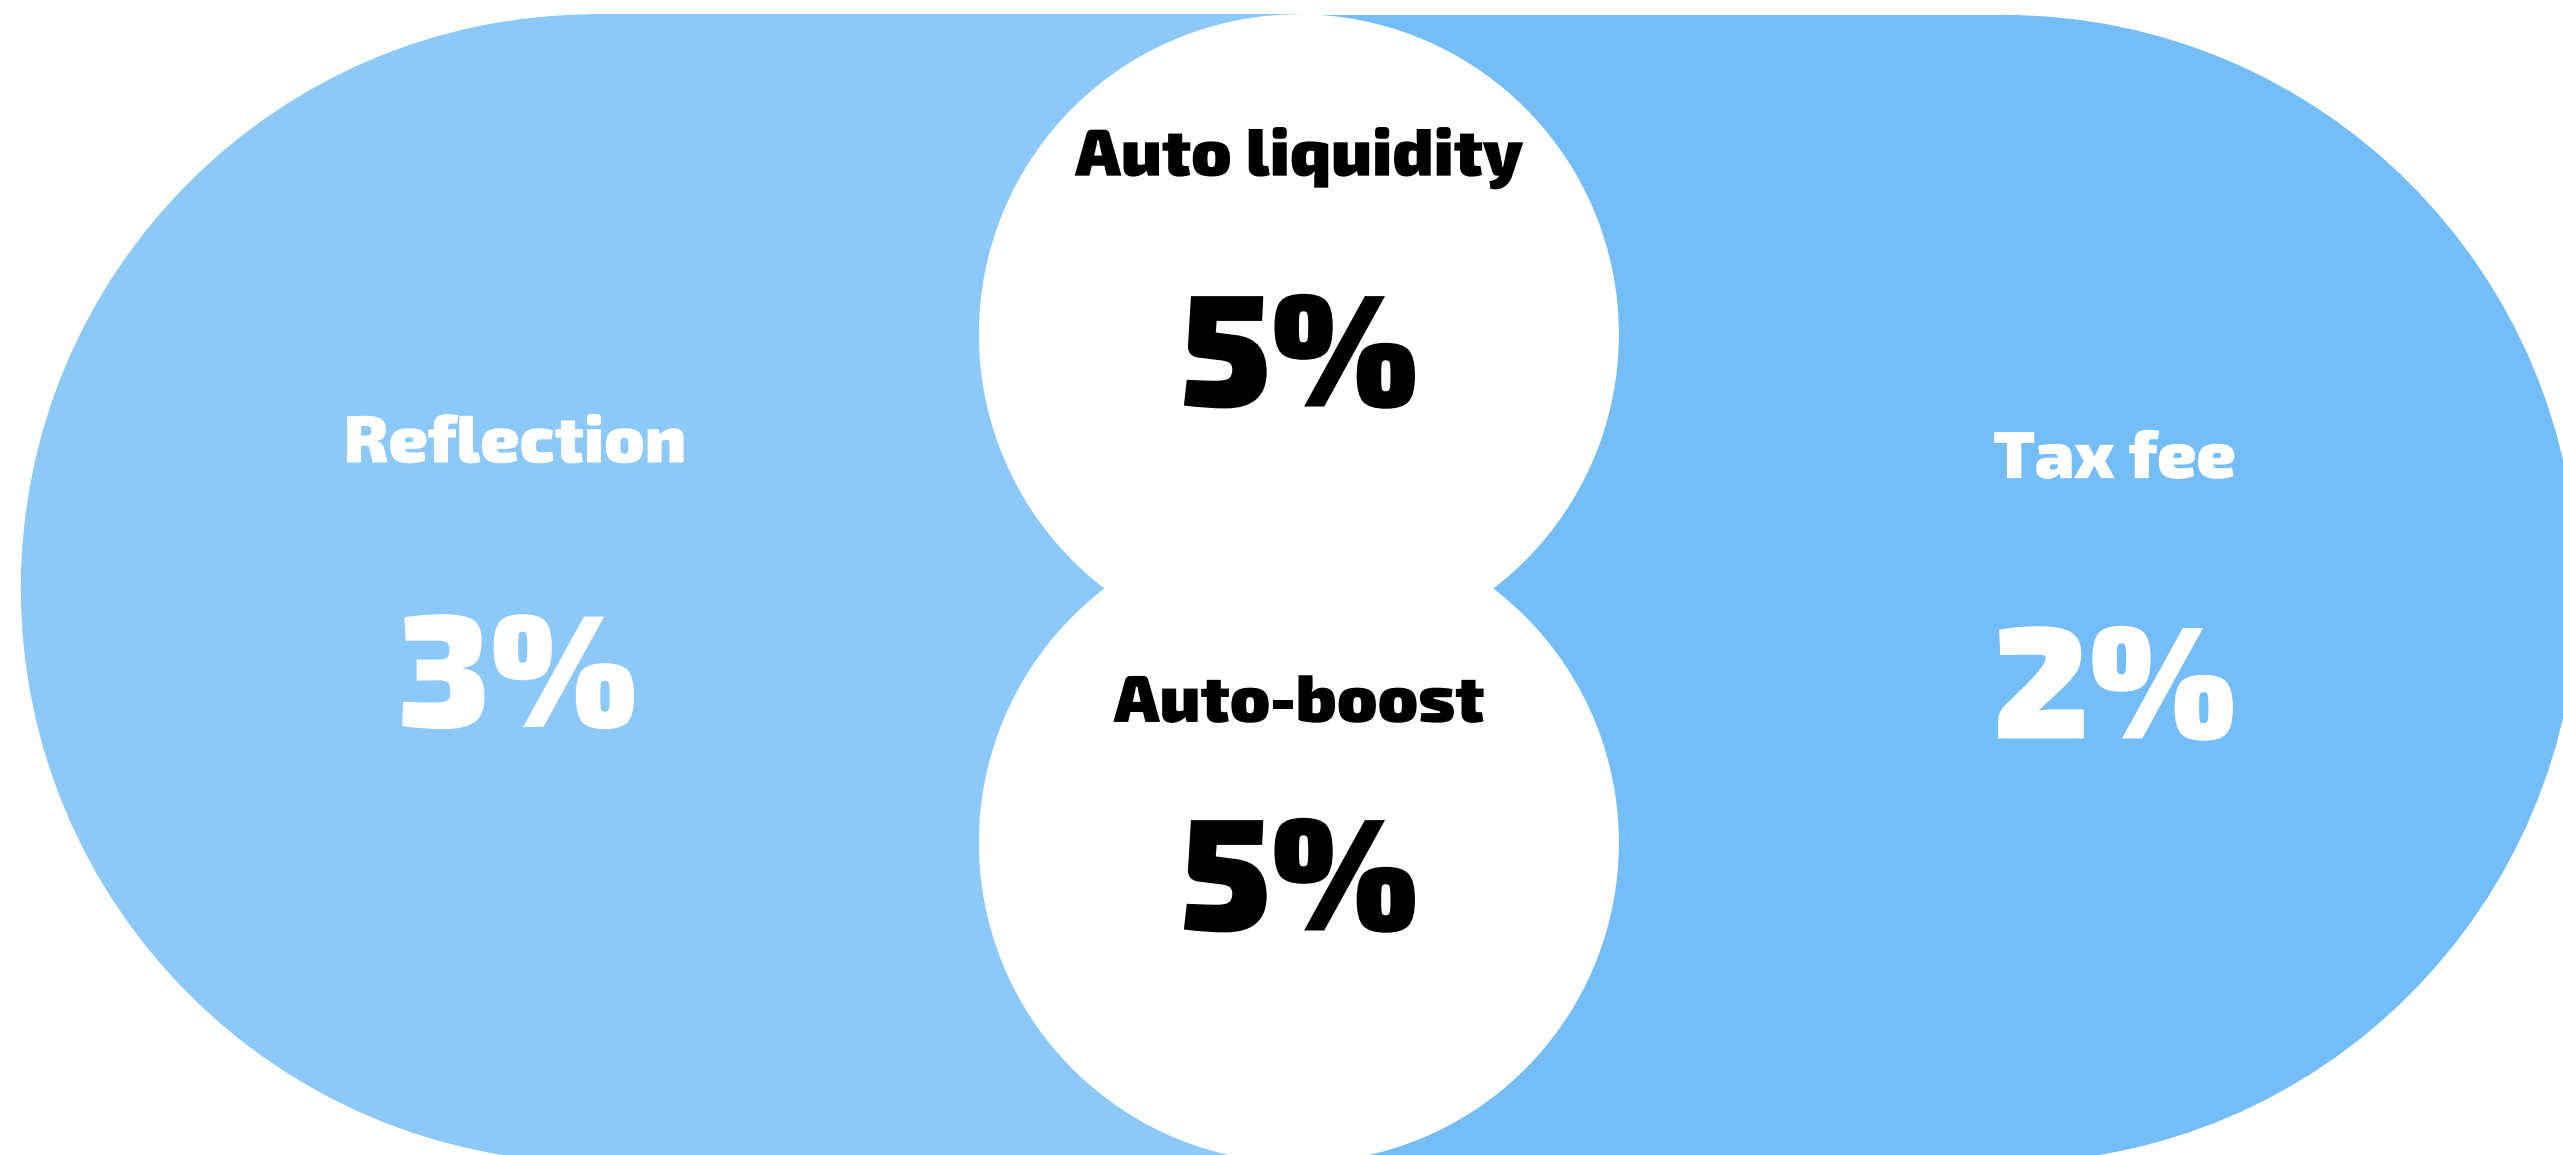 Reflection
3%
Auto liquidity
5%
Auto-boost
5%
Tax fee
2%